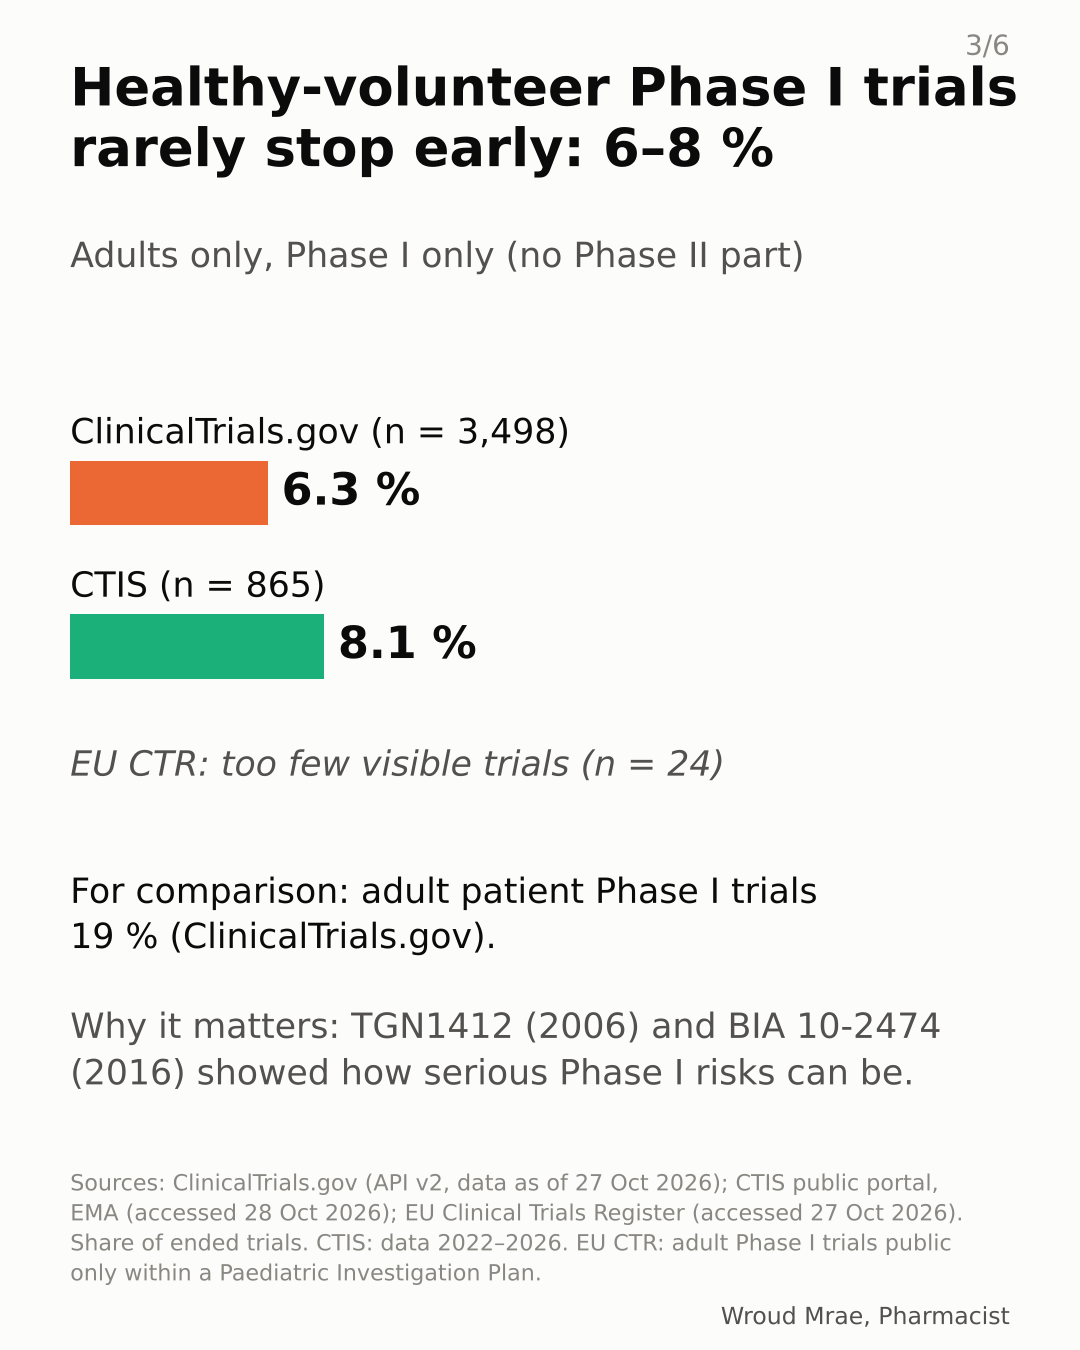 3/6
Healthy-volunteer Phase I trials
rarely stop early: 6–8 %
Adults only, Phase I only (no Phase II part)
ClinicalTrials.gov (n = 3,498)
6.3 %
CTIS (n = 865)
8.1 %
EU CTR: too few visible trials (n = 24)
For comparison: adult patient Phase I trials
19 % (ClinicalTrials.gov).
Why it matters: TGN1412 (2006) and BIA 10-2474
(2016) showed how serious Phase I risks can be.
Sources: ClinicalTrials.gov (API v2, data as of 27 Oct 2026); CTIS public portal,
EMA (accessed 28 Oct 2026); EU Clinical Trials Register (accessed 27 Oct 2026).
Share of ended trials. CTIS: data 2022–2026. EU CTR: adult Phase I trials public
only within a Paediatric Investigation Plan.
Wroud Mrae, Pharmacist